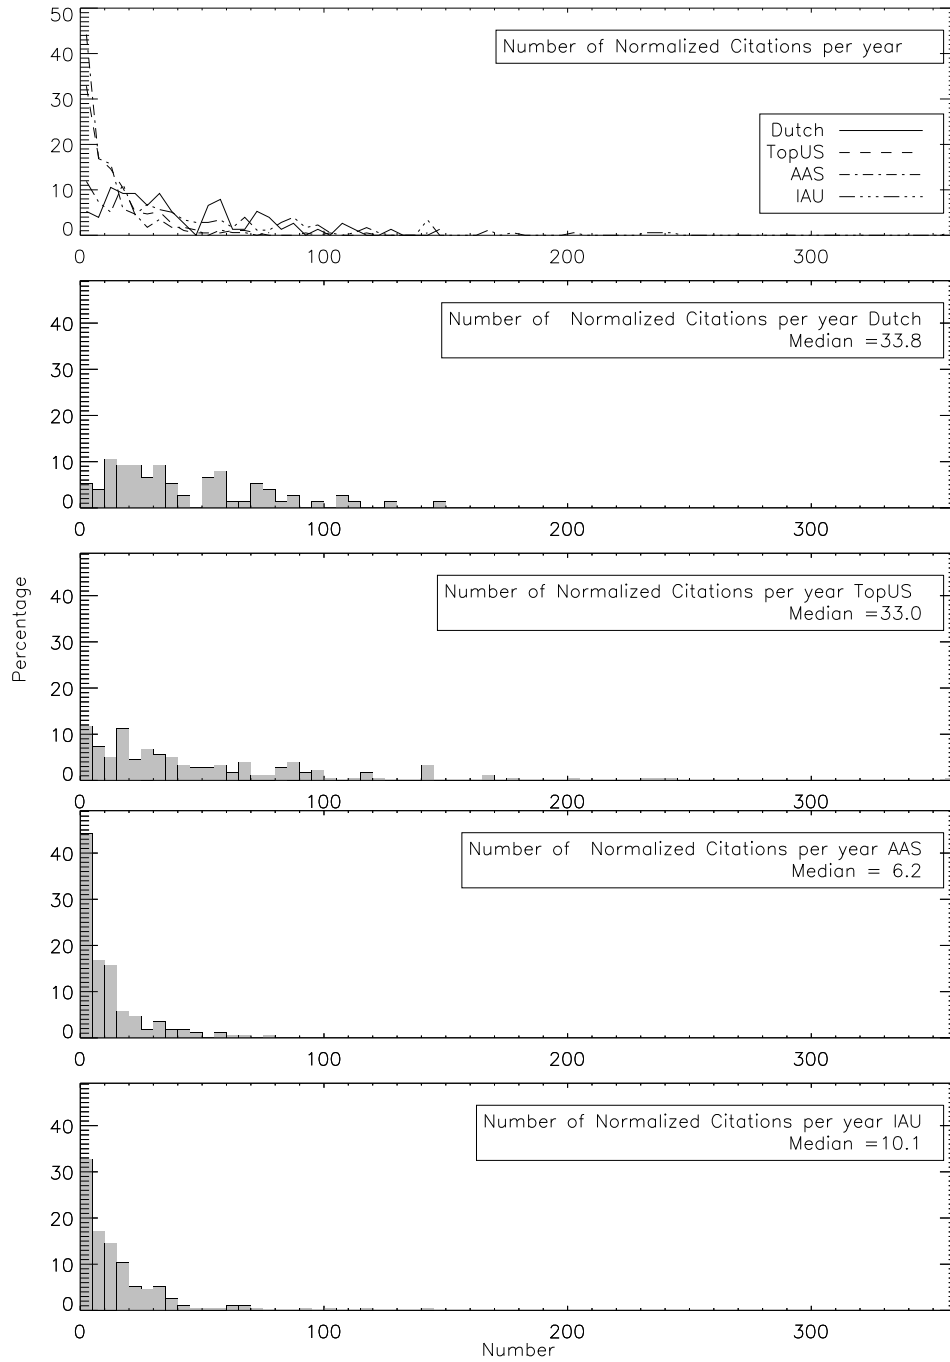 50
40
30
20
10
0
Number of Normalized Citations per year
Dutch
TopUS
AAS
IAU
0 100 200 300
40
30
20
10
0
Number of Normalized Citations per year Dutch
Median =33.8
0 100 200 300
Percentage
40
30
20
10
0
Number of Normalized Citations per year TopUS
Median =33.0
0 100 200 300
40
30
20
10
0
Number of Normalized Citations per year AAS
Median = 6.2
0 100 200 300
40
30
20
10
0
Number of Normalized Citations per year IAU
Median =10.1
0 100 200 300
Number